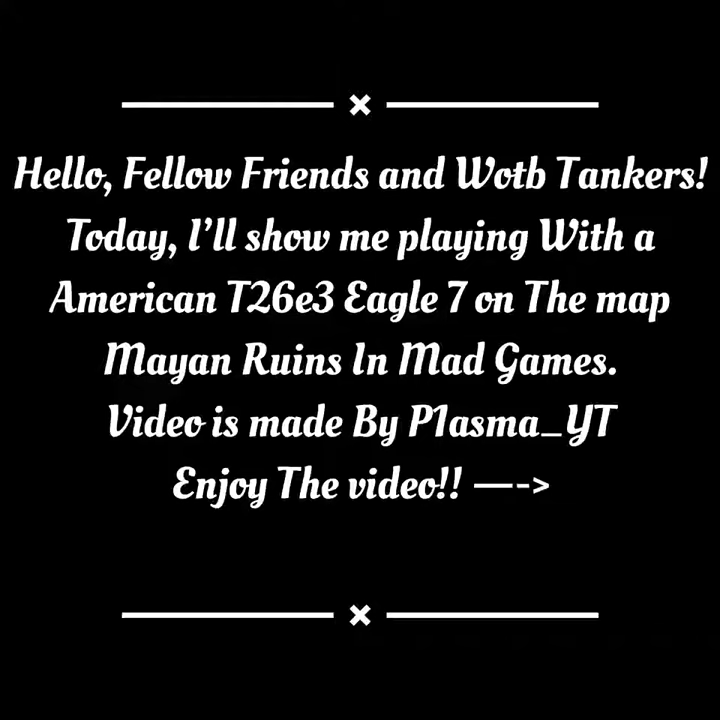 Hello, Fellow Friends and Wotb Tankers!
Today, I'll show me playing With a
American T26e3 Eagle 7 on The map
Mayan Ruins In Mad Games.
Video is made By P1asma_YT
Enjoy The video!! —-->